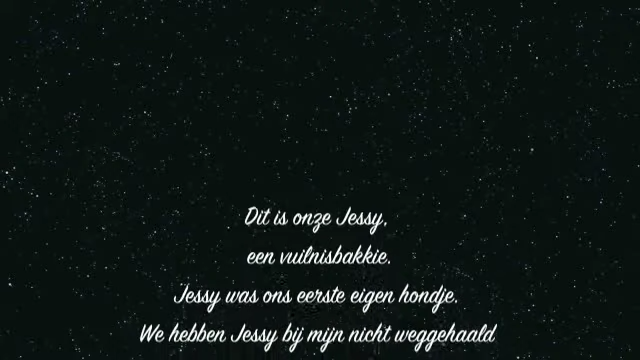 Dit is onze Jessy,
een vuilnisbakkie.
Jessy was ons eerste eigen hondje.
We hebben Jessy bij mijn nicht weggehaald